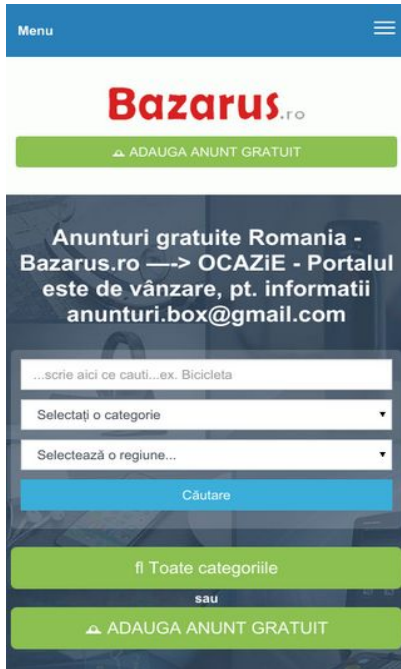 Menu
Bazarus.ro
ADAUGA ANUNT GRATUIT
Anunturi gratuite Romania -
Bazarus.ro —-> OCAZiE - Portalul
este de vânzare, pt. informatii
anunturi.box@gmail.com
...scrie aici ce cauti...ex. Bicicleta
Selectați o categorie
Selectează o regiune...
Căutare
fl Toate categoriile
sau
ADAUGA ANUNT GRATUIT